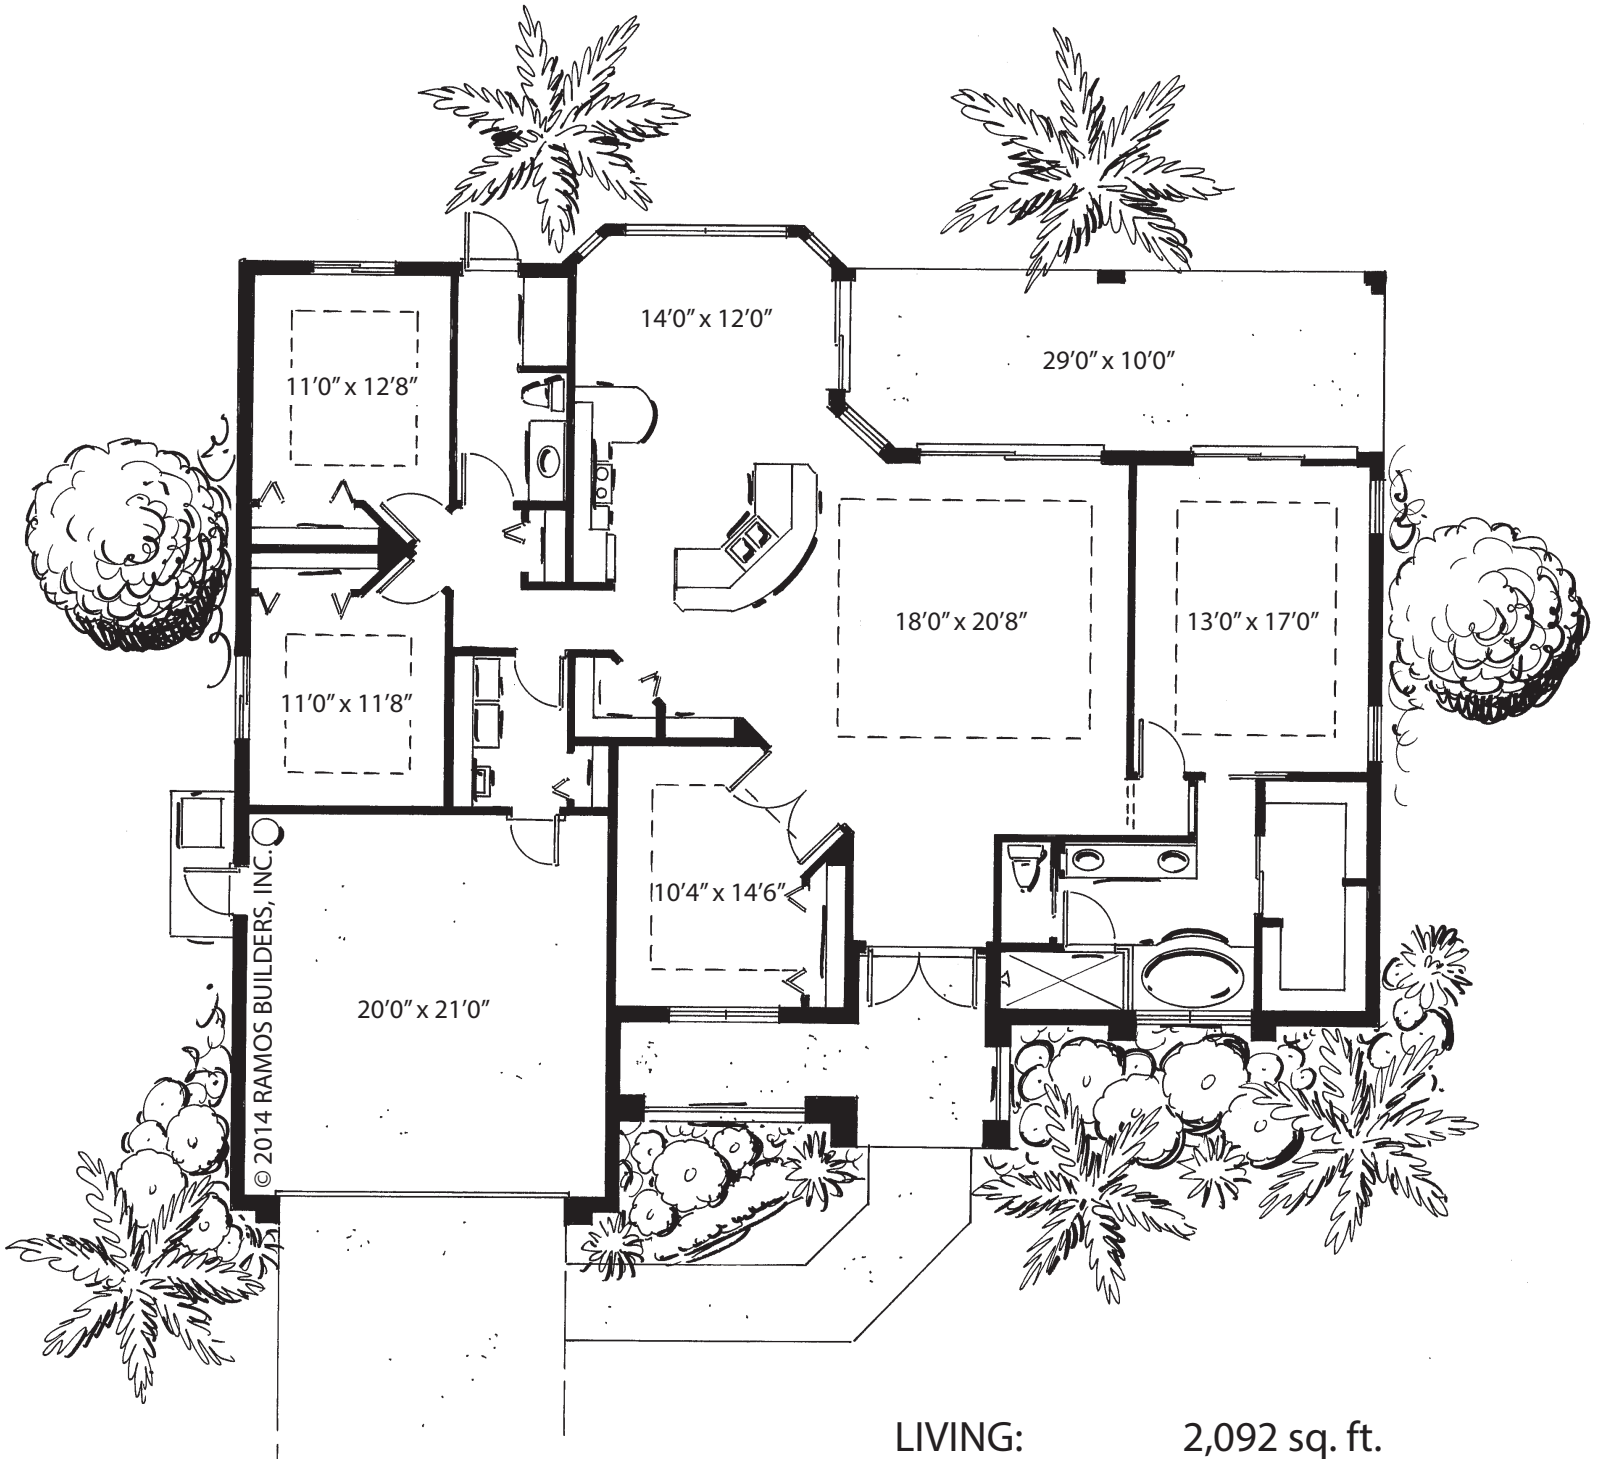 14’0” x 12’0”
29’0” x 10’0”
11’0” x 12’8”
18’0” x 20’8”
13’0” x 17’0”
11’0” x 11’8”
10’4” x 14’6”
20’0” x 21’0”
© 2014 RAMOS BUILDERS, INC.
LIVING: 2,092 sq. ft.